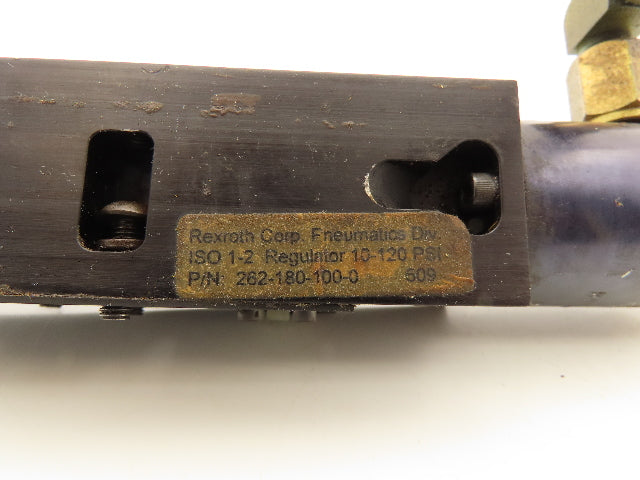 Rexroth Corp. Pneumatics Div.
ISO 1-2 Regulator 10-120 PSI
P/N: 262-180-100-0 509